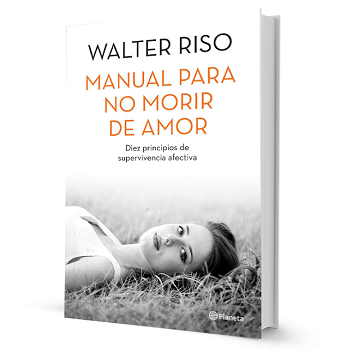 WALTER RISO
MANUAL PARA
NO MORIR
DE AMOR
Diez principios de
supervivencia afectiva
Planeta